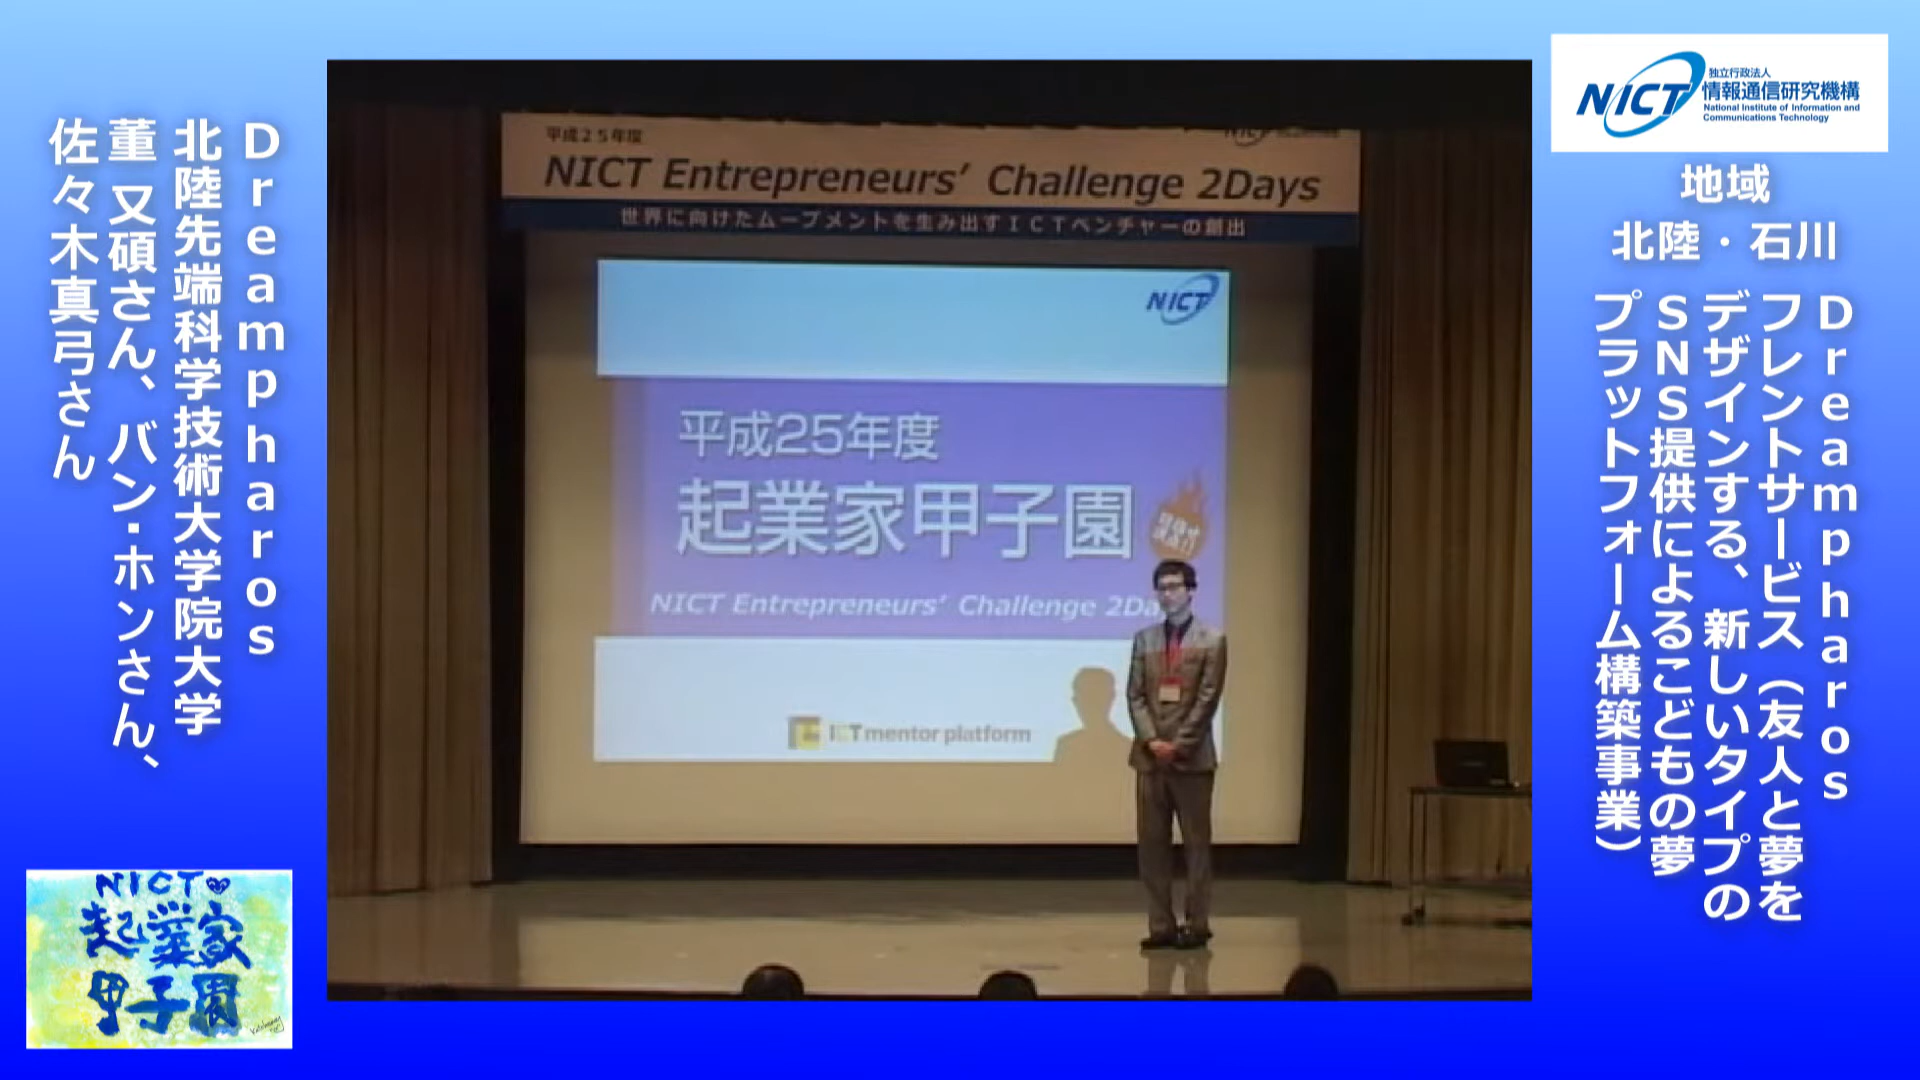 Dreampharos
北陸先端科学技術大学院大学
董 又碩さん、バン・ホンさん、
佐々木真弓さん
NICT
起業家
甲子園
平成25年度
NICT Entrepreneurs' Challenge 2Days
世界に向けたムーブメントを生み出すICTベンチャーの創出
NICT
平成25年度
起業家甲子園
NICT Entrepreneurs' Challenge 2Da
ICT mentor platform
NICT
独立行政法人
情報通信研究機構
National Institute of Information and
Communications Technology
地域
北陸・石川
Dreampharos
フレントサービス（友人と夢を
デザインする、新しいタイプの
SNS提供によるこどもの夢
プラットフォーム構築事業）